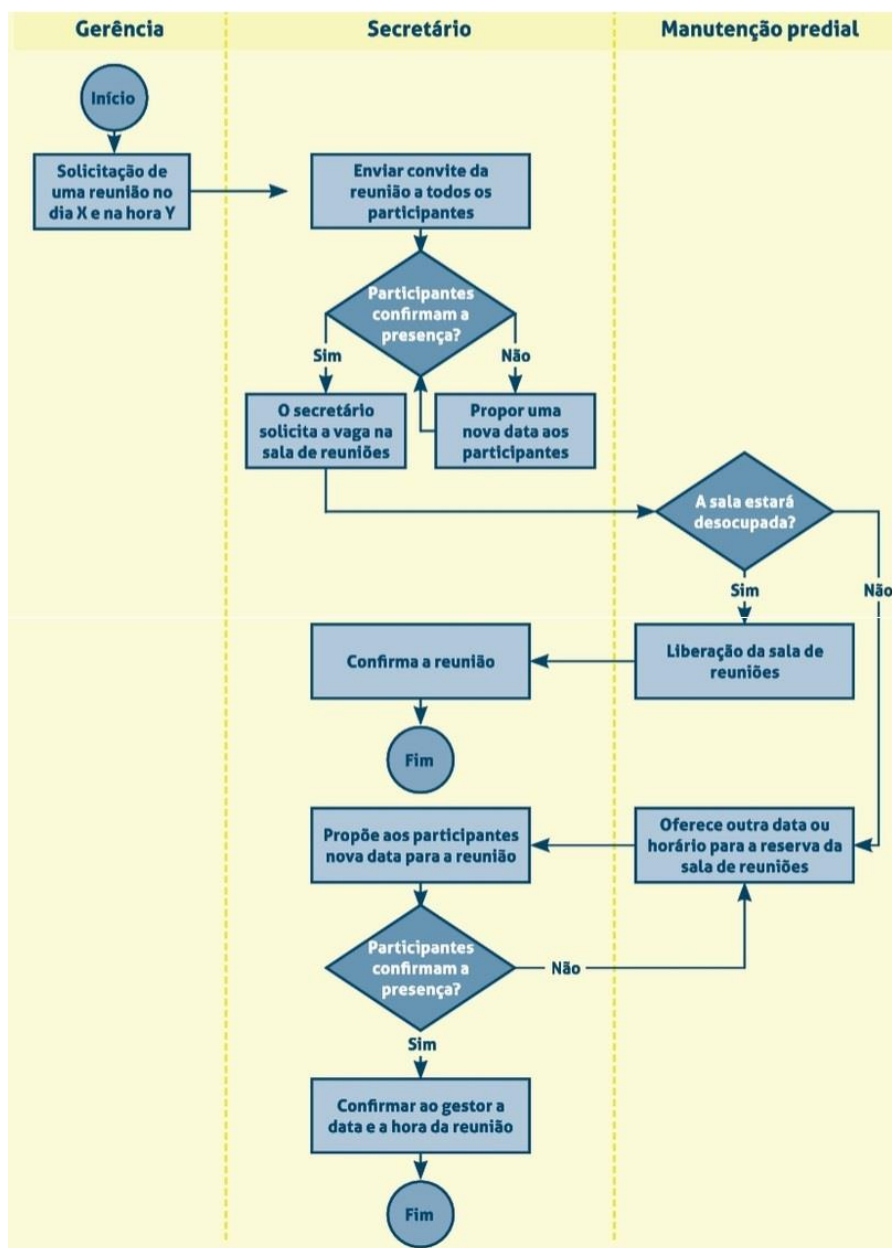 Gerência
Secretário
Manutenção predial
Início
Solicitação de
uma reunião no
dia X e na hora Y
Enviar convite da
reunião a todos os
participantes
Participantes
confirmam a
presença?
Sim
Não
O secretário
solicita a vaga na
sala de reuniões
Propor uma
nova data aos
participantes
A sala estará
desocupada?
Sim
Não
Liberação da sala de
reuniões
Confirma a reunião
Fim
Oferece outra data ou
horário para a reserva da
sala de reuniões
Propõe aos participantes
nova data para a reunião
Participantes
confirmam a
presença?
Não
Sim
Confirmar ao gestor a
data e a hora da reunião
Fim